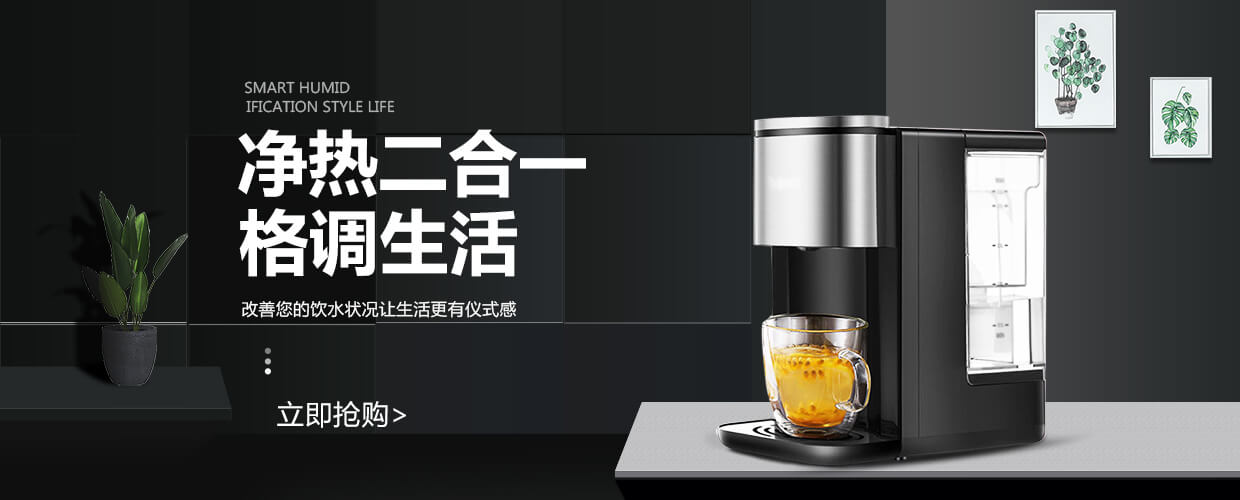 SMART HUMID
IFICATION STYLE LIFE
净热二合一
格调生活
改善您的饮水状况让生活更有仪式感
立即抢购>